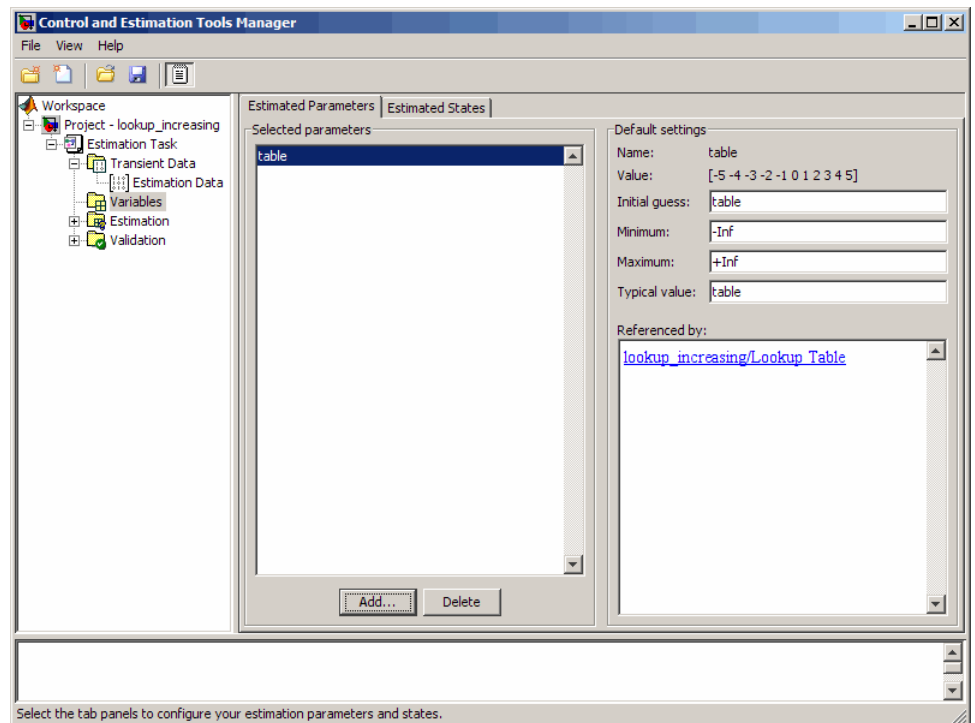 Control and Estimation Tools Manager
File View Help
Workspace
Project - lookup_increasing
Estimation Task
Transient Data
Estimation Data
Variables
Estimation
Validation
Estimated Parameters
Estimated States
Selected parameters
table
Add...
Delete
Default settings
Name: table
Value: [-5 -4 -3 -2 -1 0 1 2 3 4 5]
Initial guess: table
Minimum: -Inf
Maximum: +Inf
Typical value: table
Referenced by:
lookup_increasing/Lookup Table
Select the tab panels to configure your estimation parameters and states.